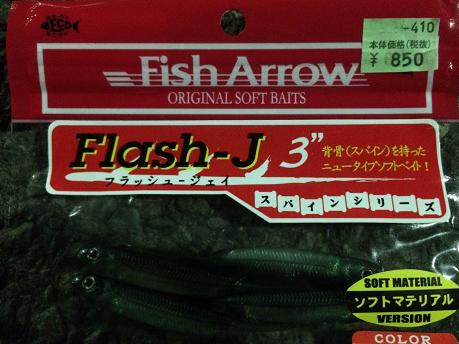 ECO
410
本体価格(税抜)
¥850
Fish Arrow
ORIGINAL SOFT BAITS
Flash-J 3"
フラッシュージェイ
背骨(スパイン)を持った
ニュータイプソフトベイト!
スパインシリーズ
SOFT MATERIAL
ソフトマテリアル
VERSION
COLOR